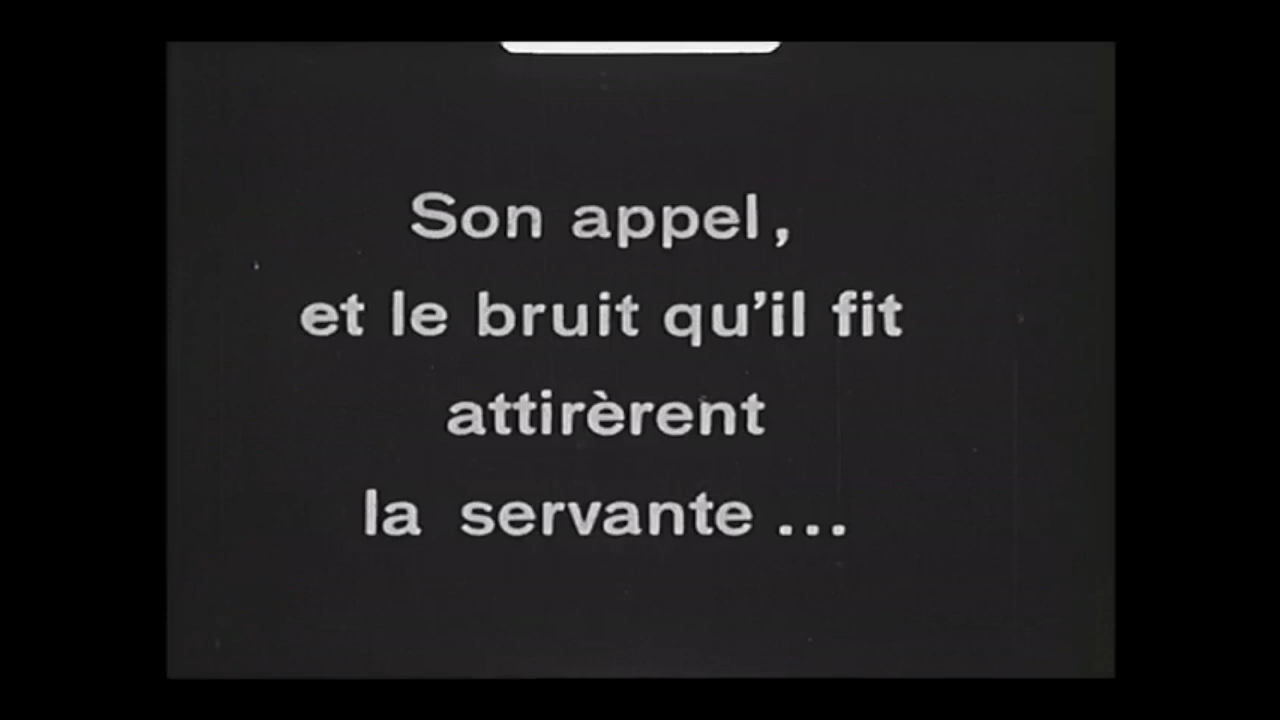 Son appel,
et le bruit qu'il fit
attirèrent
la servante ...